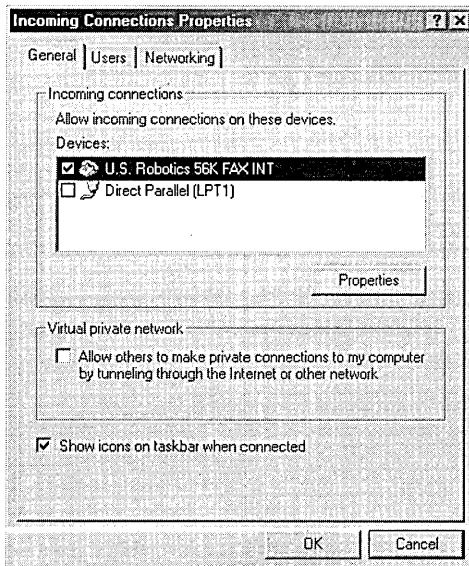 Incoming Connections Properties
General Users Networking
Incoming connections
Allow incoming connections on these devices.
Devices:
U.S. Robotics 56K FAX INT
Direct Parallel (LPT1)
Properties
Virtual private network
Allow others to make private connections to my computer
by tunneling through the Internet or other network
Show icons on taskbar when connected
OK Cancel